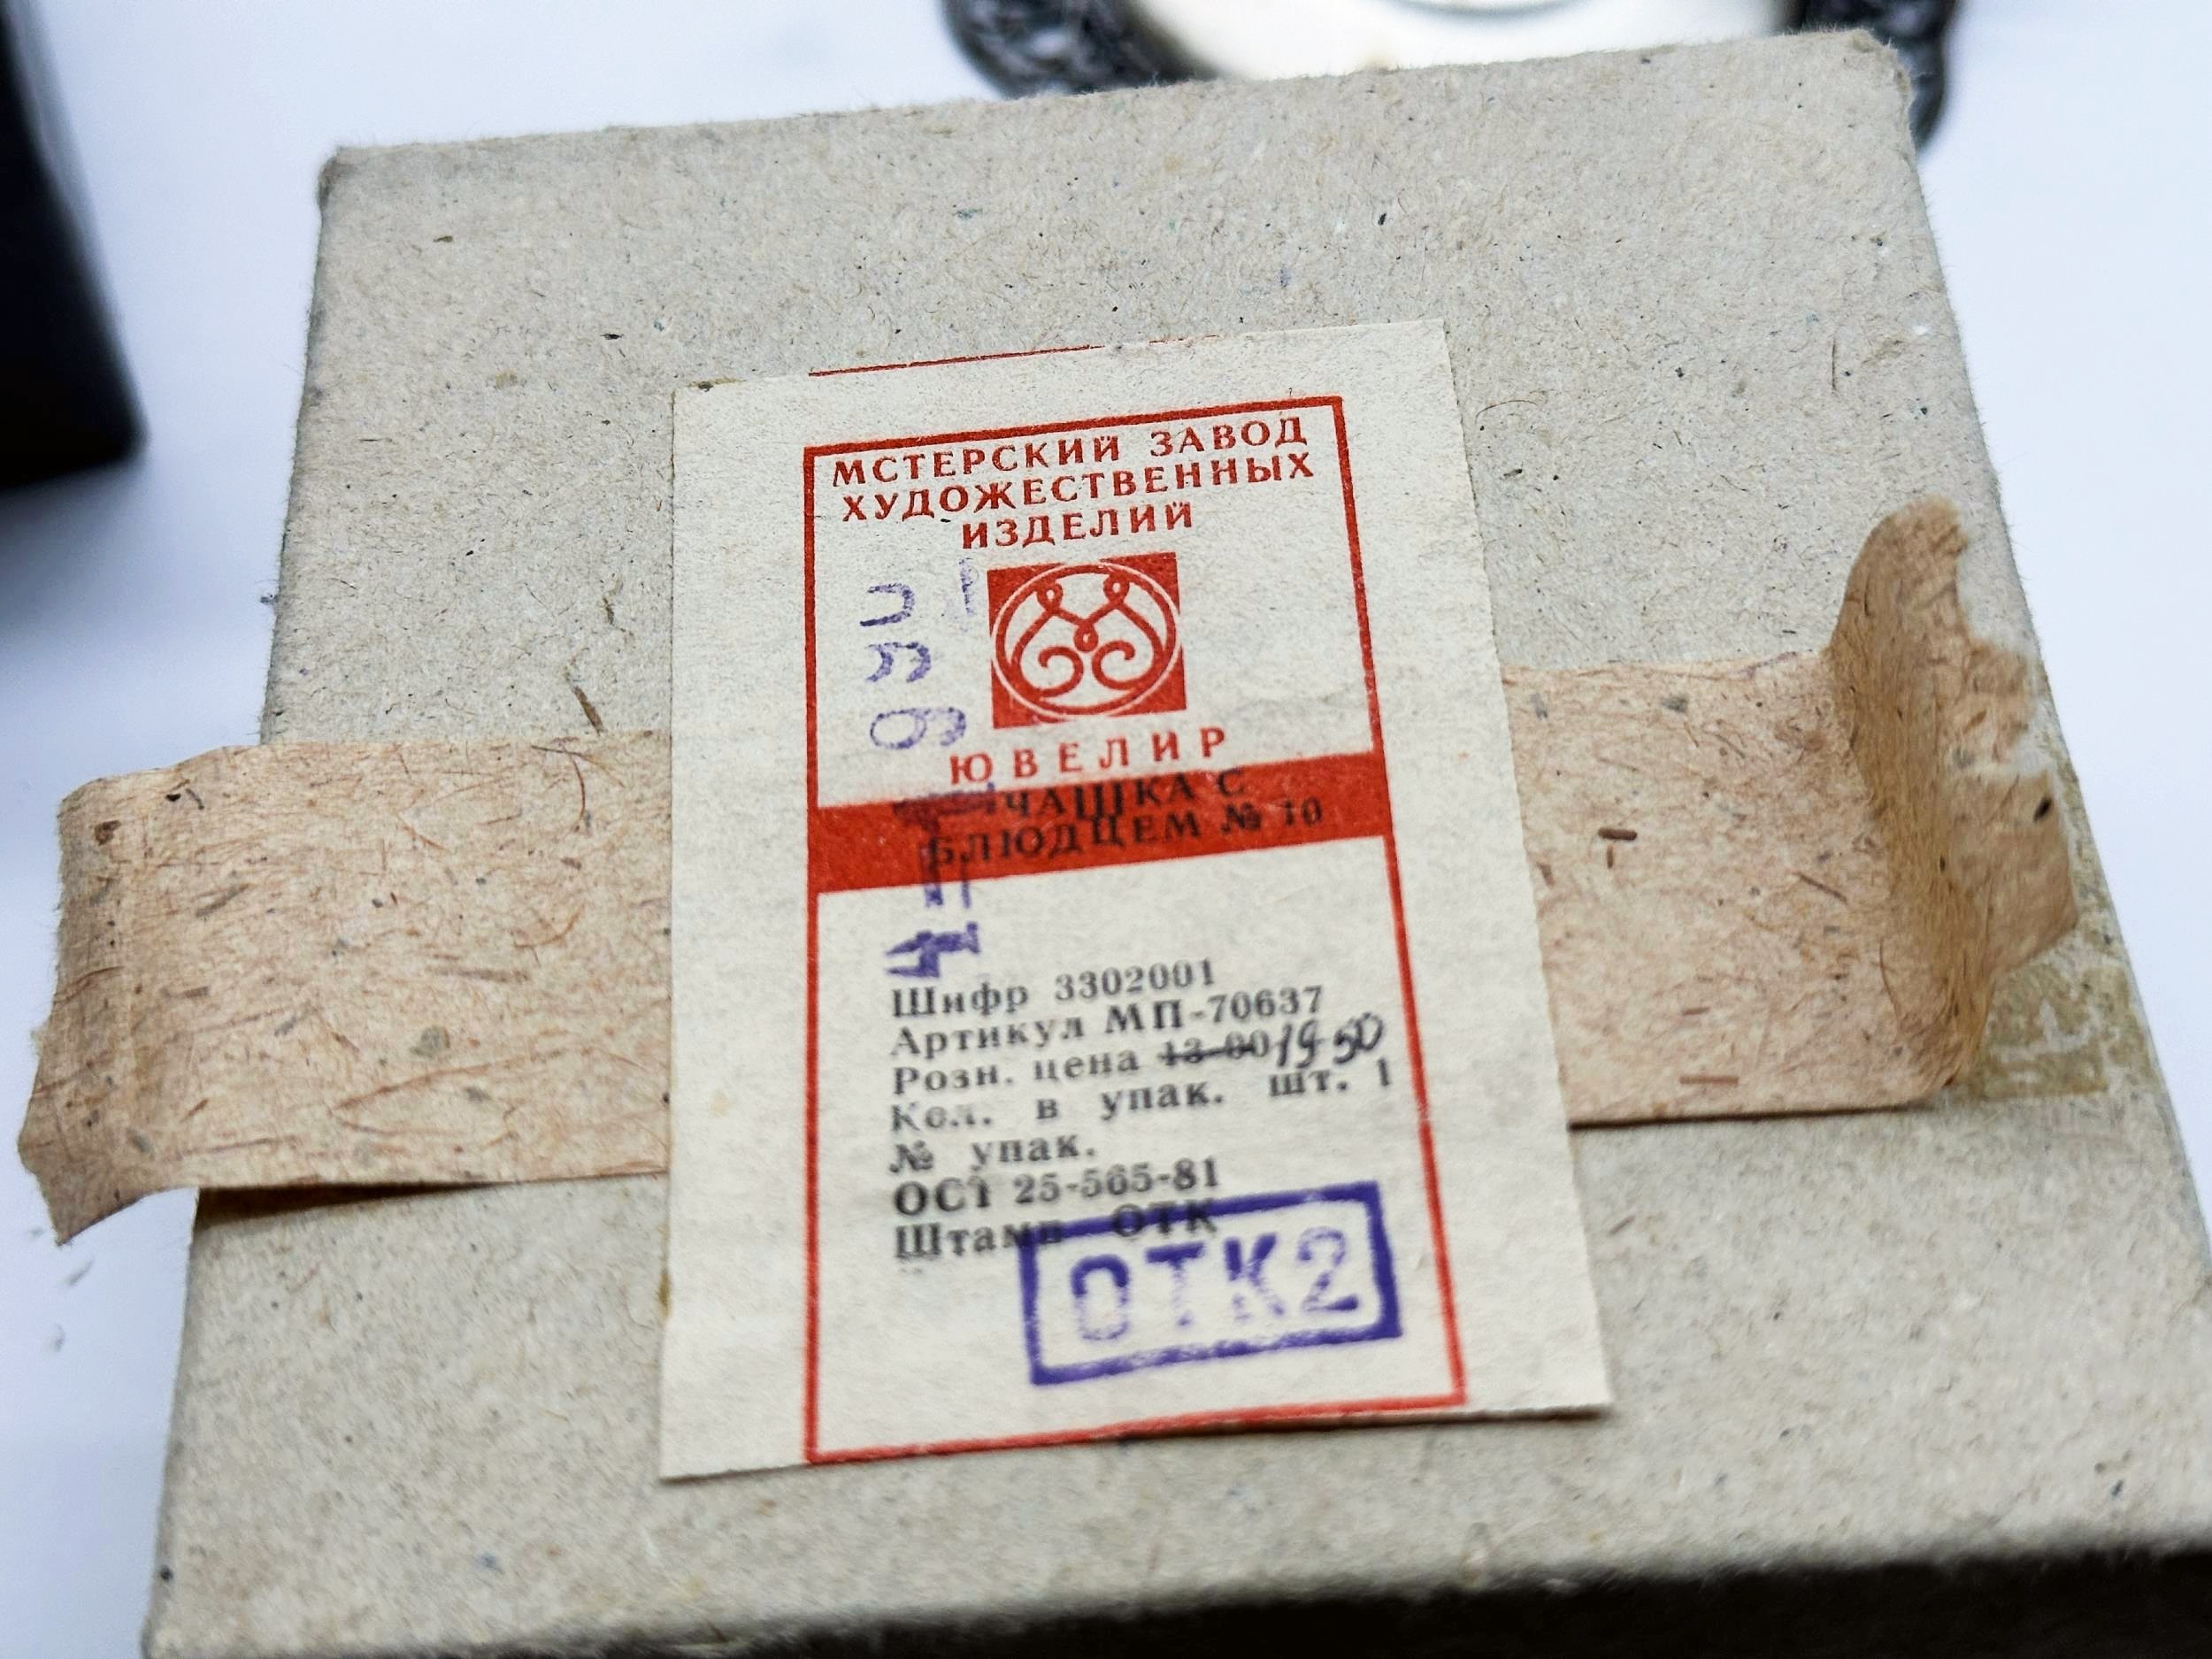 МСТЕРСКИЙ ЗАВОД
ХУДОЖЕСТВЕННЫХ
ИЗДЕЛИЙ
ЮВЕЛИР
ЧАШКА С
БЛЮДЦЕМ № 10
Шифр 3302001
Артикул МП-70637
Розн. цена 13-00 19 50
Кол. в упак. шт. 1
№ упак.
ОСТ 25-565-81
Штамп ОТК
ОТК2